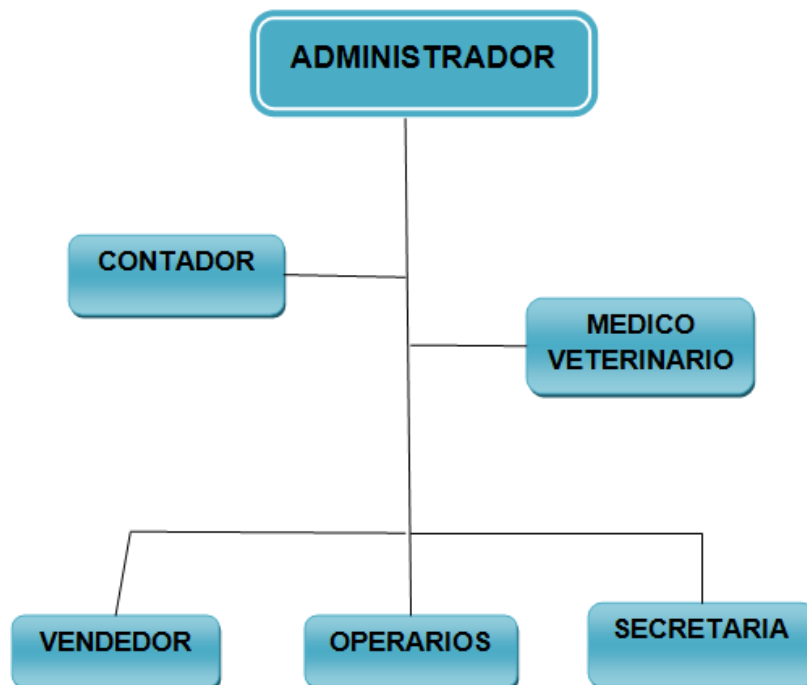 ADMINISTRADOR
CONTADOR
MEDICO
VETERINARIO
VENDEDOR
OPERARIOS
SECRETARIA